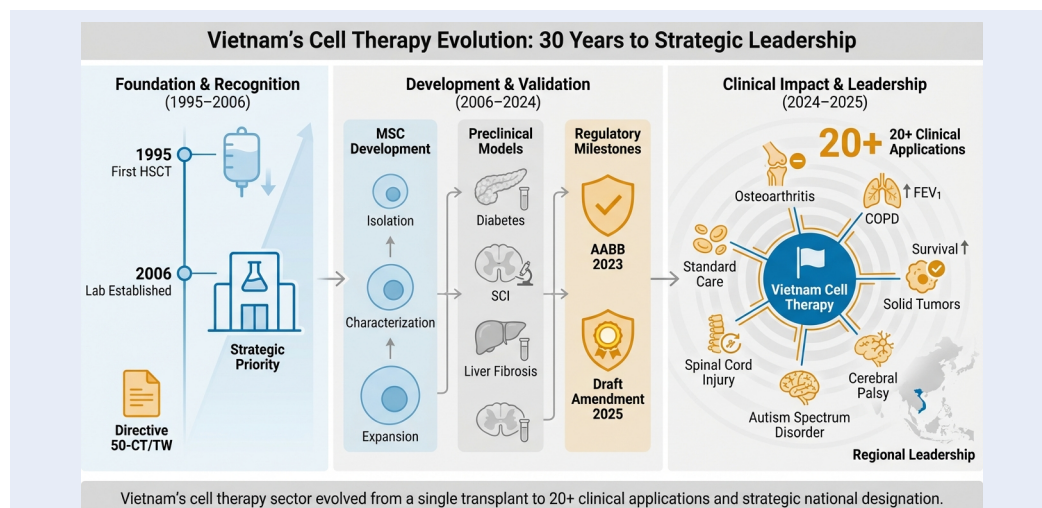 Vietnam's Cell Therapy Evolution: 30 Years to Strategic Leadership
Foundation & Recognition
(1995–2006)
1995
First HSCT
2006
Lab Established
Strategic
Priority
Directive
50-CT/TW
Development & Validation
(2006–2024)
MSC
Development
Isolation
Characterization
Expansion
Preclinical
Models
Diabetes
SCI
Liver Fibrosis
Regulatory
Milestones
AABB
2023
Draft
Amendment
2025
Clinical Impact & Leadership
(2024–2025)
20+
20+ Clinical
Applications
Osteoarthritis
↑ FEV₁
COPD
Survival ↑
Solid Tumors
Standard
Care
Vietnam Cell
Therapy
Spinal Cord
Injury
Cerebral
Palsy
Autism Spectrum
Disorder
Regional Leadership
Vietnam's cell therapy sector evolved from a single transplant to 20+ clinical applications and strategic national designation.